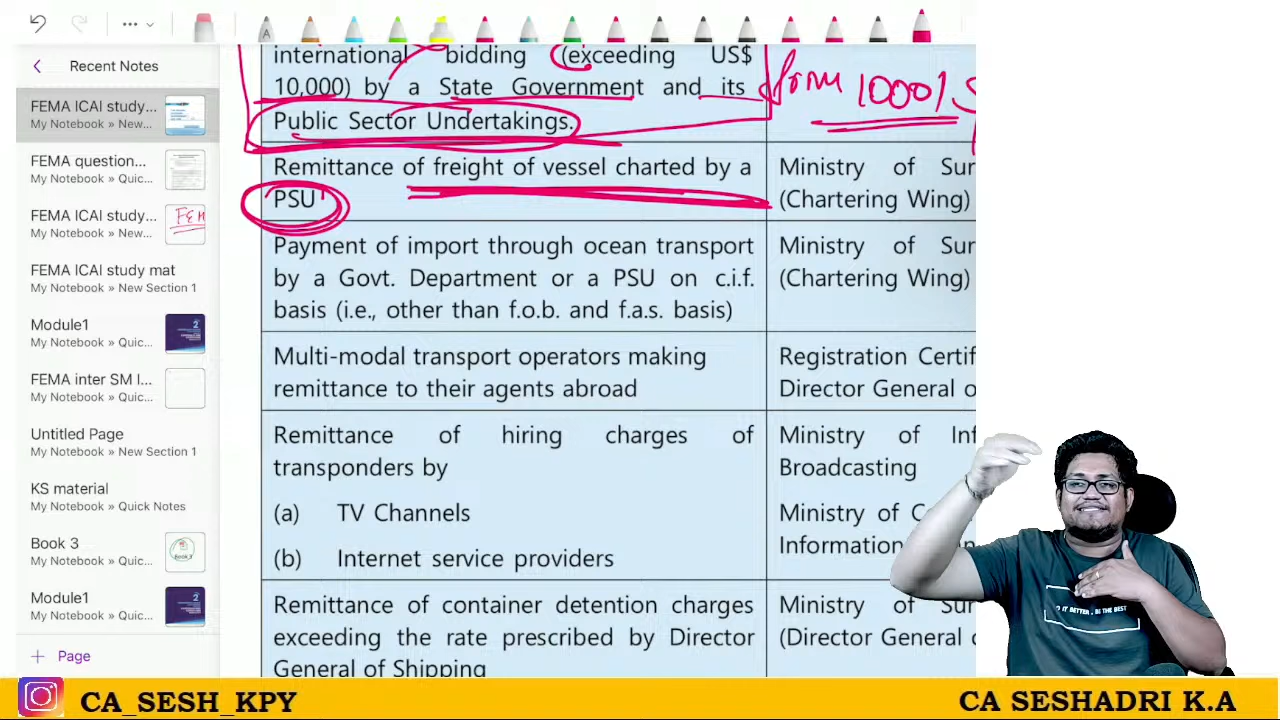 Recent Notes
FEMA ICAI study...
My Notebook » New...
FEMA question...
My Notebook » Quic...
FEMA ICAI study...
My Notebook » New...
FEMA ICAI study mat
My Notebook » New Section 1
Module1
My Notebook » Quic...
FEMA inter SM I...
My Notebook » Quic...
Untitled Page
My Notebook » New Section 1
KS material
My Notebook » Quick Notes
Book 3
My Notebook » Quic...
Module1
My Notebook » Quic...
+ Page
international bidding (exceeding US$
10,000) by a State Government and its
Public Sector Undertakings.
Remittance of freight of vessel charted by a
PSU
Ministry of Sur
(Chartering Wing)
Payment of import through ocean transport
by a Govt. Department or a PSU on c.i.f.
basis (i.e., other than f.o.b. and f.a.s. basis)
Ministry of Sur
(Chartering Wing)
Multi-modal transport operators making
remittance to their agents abroad
Registration Certif
Director General o
Remittance of hiring charges of
transponders by
(a) TV Channels
(b) Internet service providers
Ministry of Inf
Broadcasting
Ministry of C
Information
Remittance of container detention charges
exceeding the rate prescribed by Director
General of Shipping
Ministry of Sur
(Director General o
CA_SESH_KPY
CA SESHADRI K.A